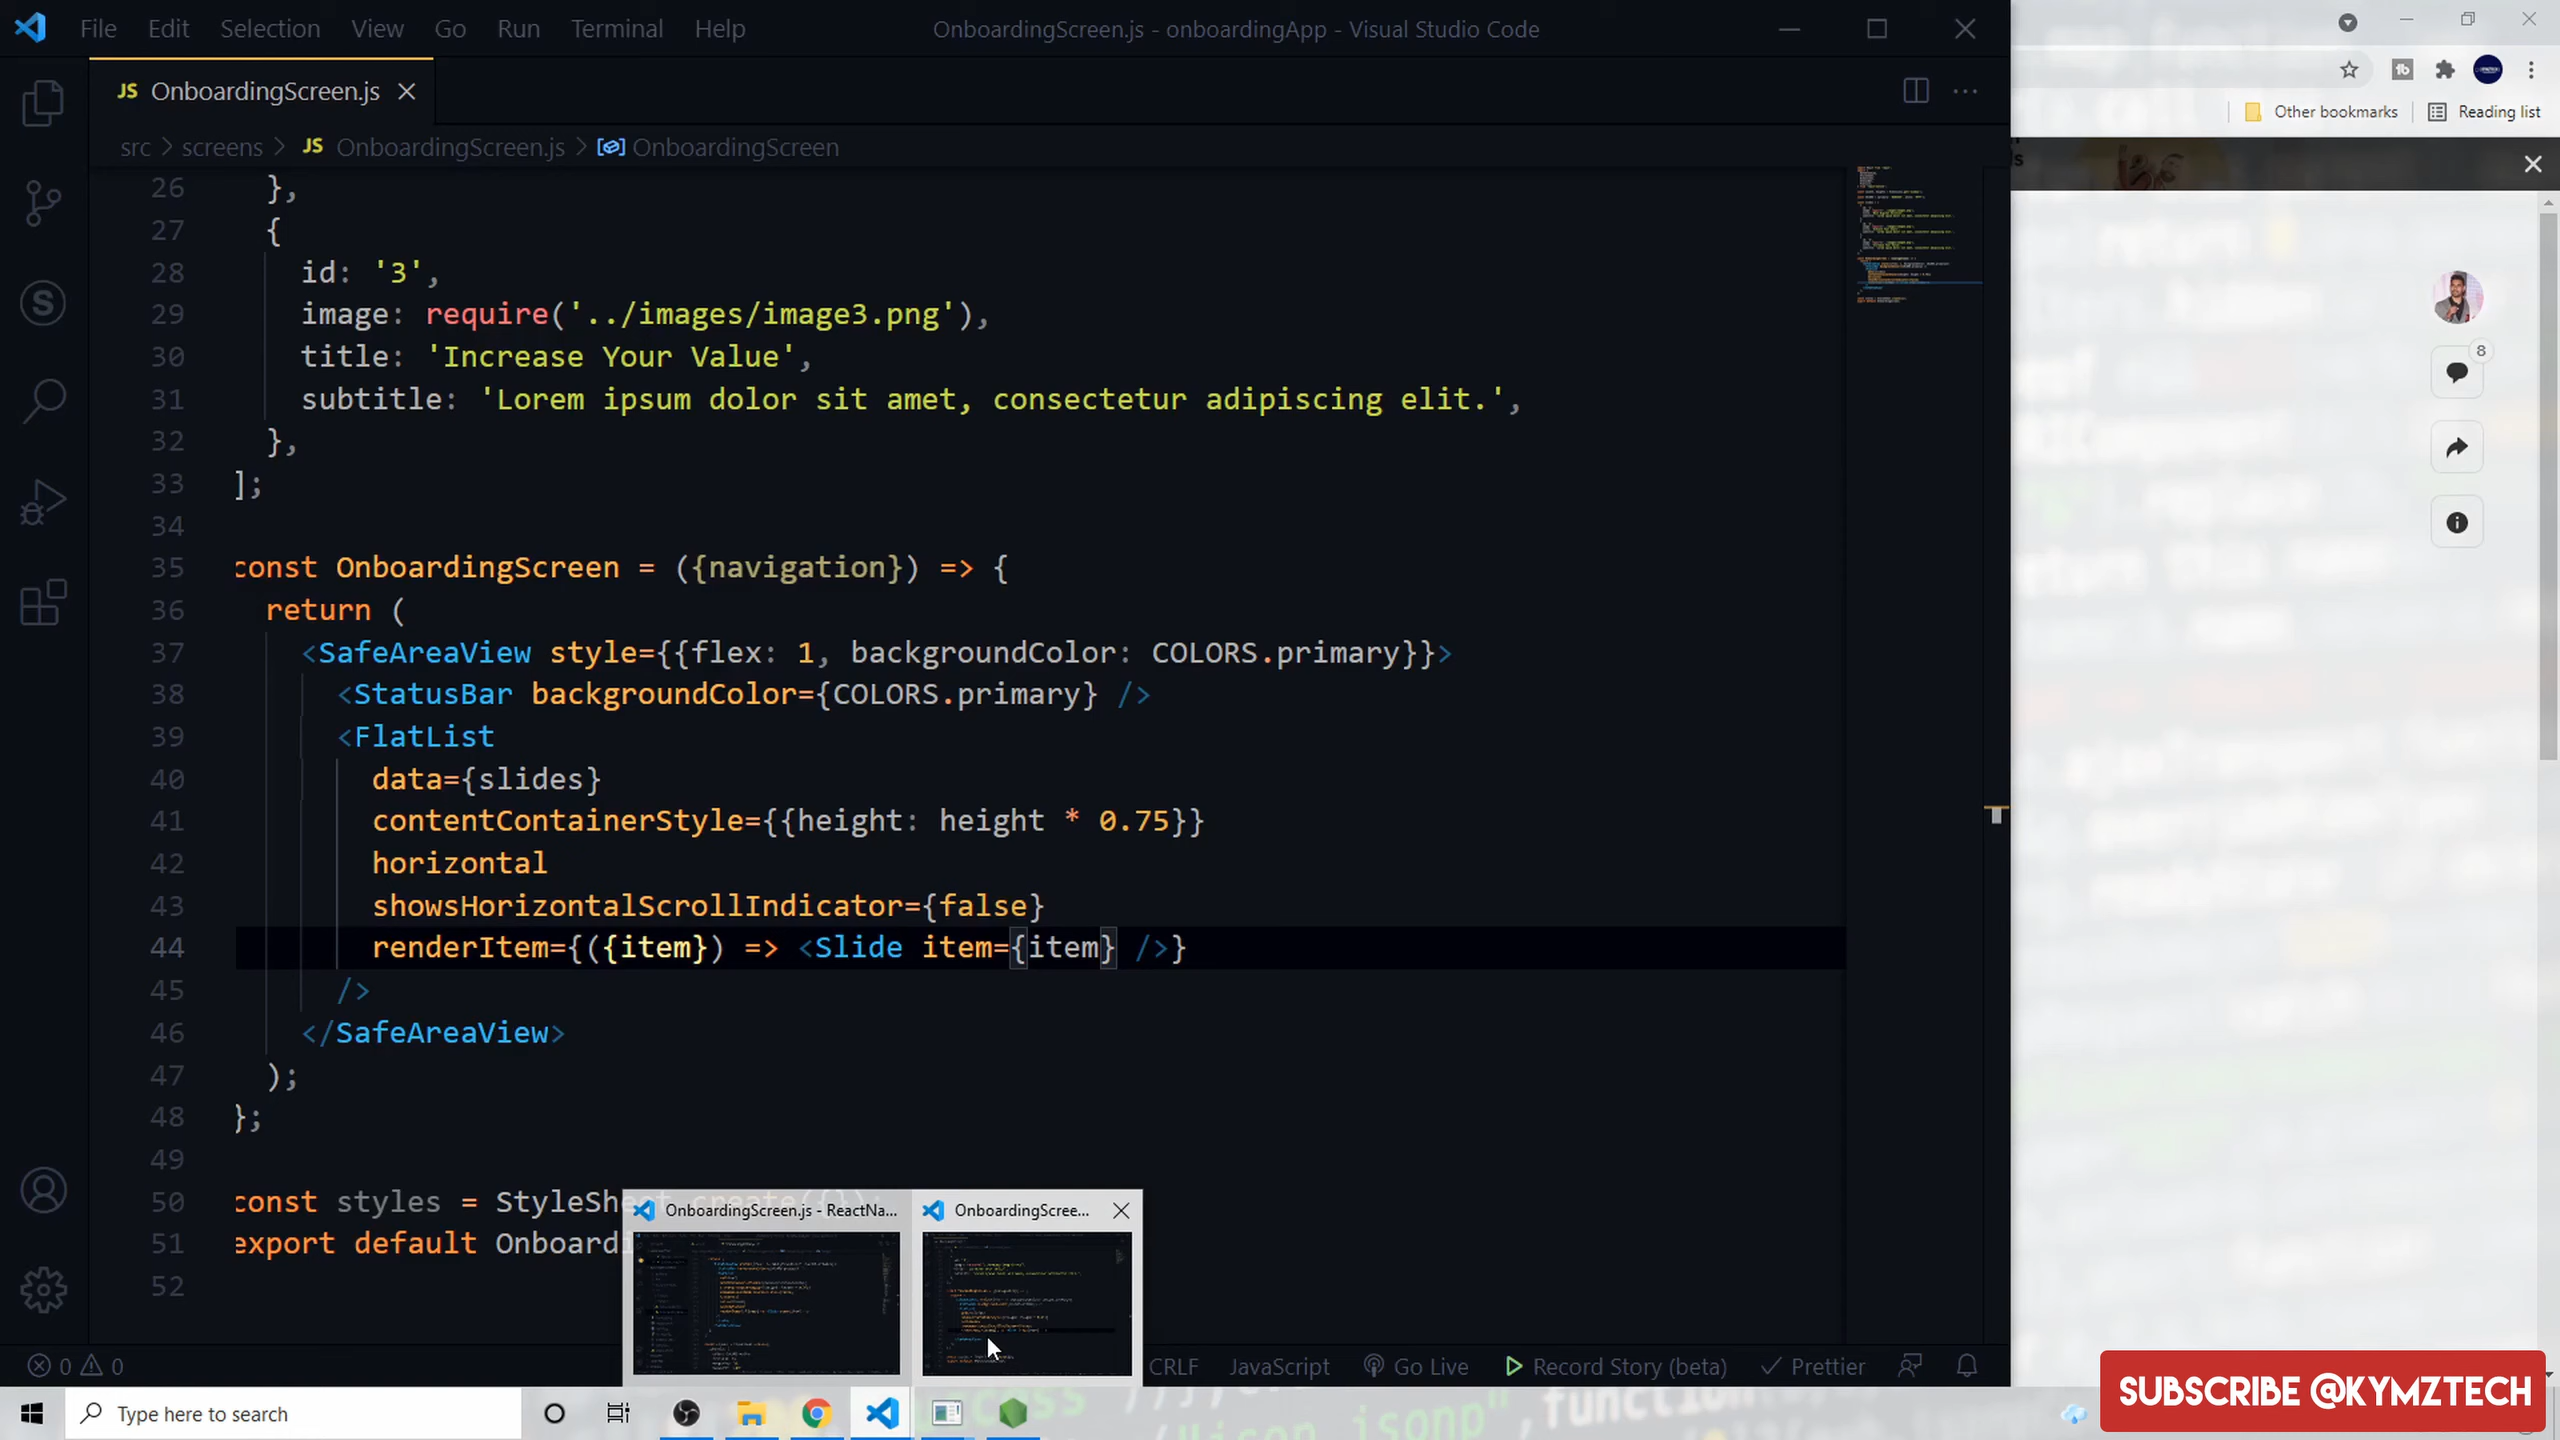 File Edit Selection View Go Run Terminal Help
OnboardingScreen.js - onboardingApp - Visual Studio Code
JS OnboardingScreen.js
src > screens > JS OnboardingScreen.js > OnboardingScreen
Other bookmarks
Reading list
26 },
27 {
28 id: '3',
29 image: require('../images/image3.png'),
30 title: 'Increase Your Value',
31 subtitle: 'Lorem ipsum dolor sit amet, consectetur adipiscing elit.',
32 },
33 ];
34
35 const OnboardingScreen = ({navigation}) => {
36 return (
37 <SafeAreaView style={{flex: 1, backgroundColor: COLORS.primary}}>
38 <StatusBar backgroundColor={COLORS.primary} />
39 <FlatList
40 data={slides}
41 contentContainerStyle={{height: height * 0.75}}
42 horizontal
43 showsHorizontalScrollIndicator={false}
44 renderItem={({item}) => <Slide item={item} />}
45 />
46 </SafeAreaView>
47 );
48 };
49
50 const styles = StyleSheet.create({});
51 export default Onboardi
52
8
OnboardingScreen.js - ReactNa...
OnboardingScree...
0 0
CRLF JavaScript Go Live Record Story (beta) Prettier
Type here to search
SUBSCRIBE @KYMZTECH